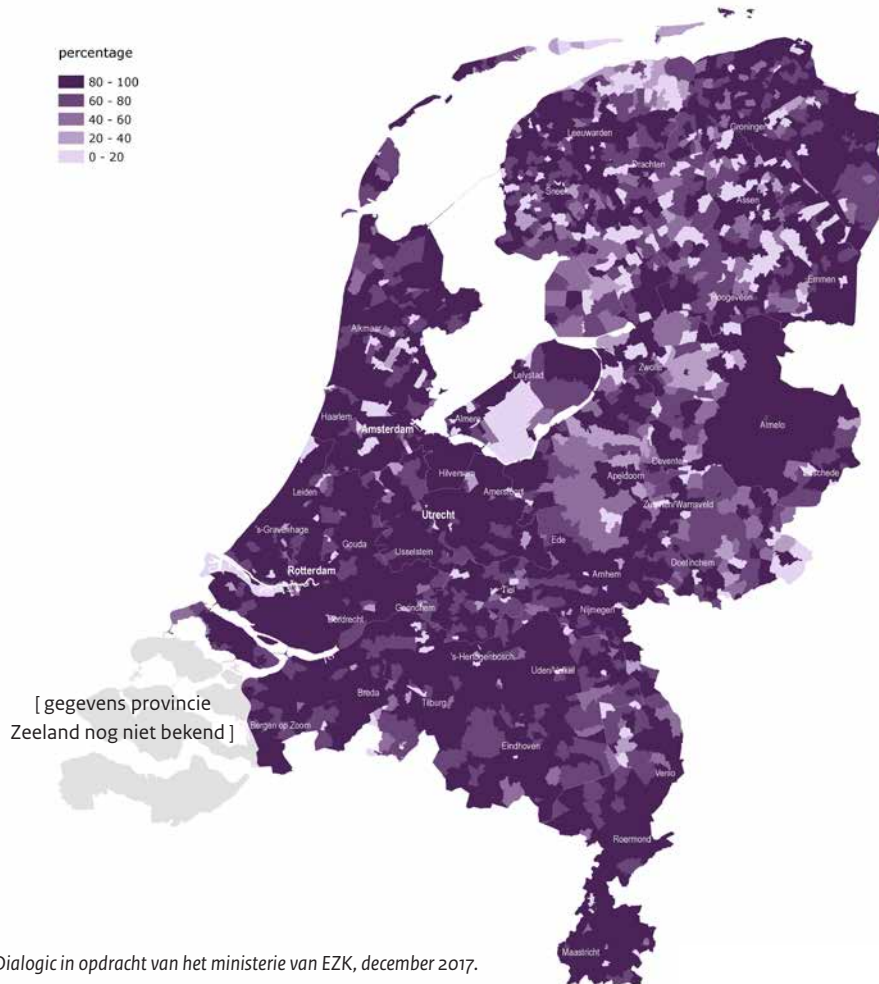 percentage
80 - 100
60 - 80
40 - 60
20 - 40
0 - 20
Leeuwarden
Groningen
Drachten
Sneek
Assen
Emmen
Hoogeveen
Alkmaar
Zwolle
Lelystad
Haarlem
Almere
Amsterdam
Almelo
Hilversum
Deventer
Enschede
Apeldoorn
Amersfoort
Leiden
Utrecht
Zutphen/Warnsveld
's-Gravenhage
Gouda
IJsselstein
Ede
Rotterdam
Arnhem
Doetinchem
Tiel
Dordrecht
Gorinchem
Nijmegen
's-Hertogenbosch
Uden/Veghel
[ gegevens provincie
Zeeland nog niet bekend ]
Breda
Tilburg
Bergen op Zoom
Eindhoven
Venlo
Roermond
Maastricht
Dialogic in opdracht van het ministerie van EZK, december 2017.